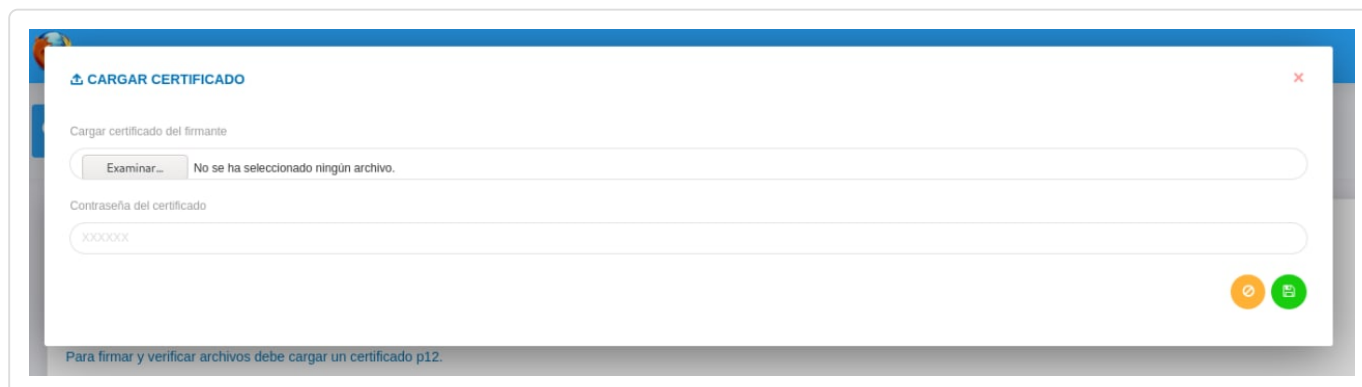 CARGAR CERTIFICADO
Cargar certificado del firmante
Examinar... No se ha seleccionado ningún archivo.
Contraseña del certificado
XXXXXX
Para firmar y verificar archivos debe cargar un certificado p12.